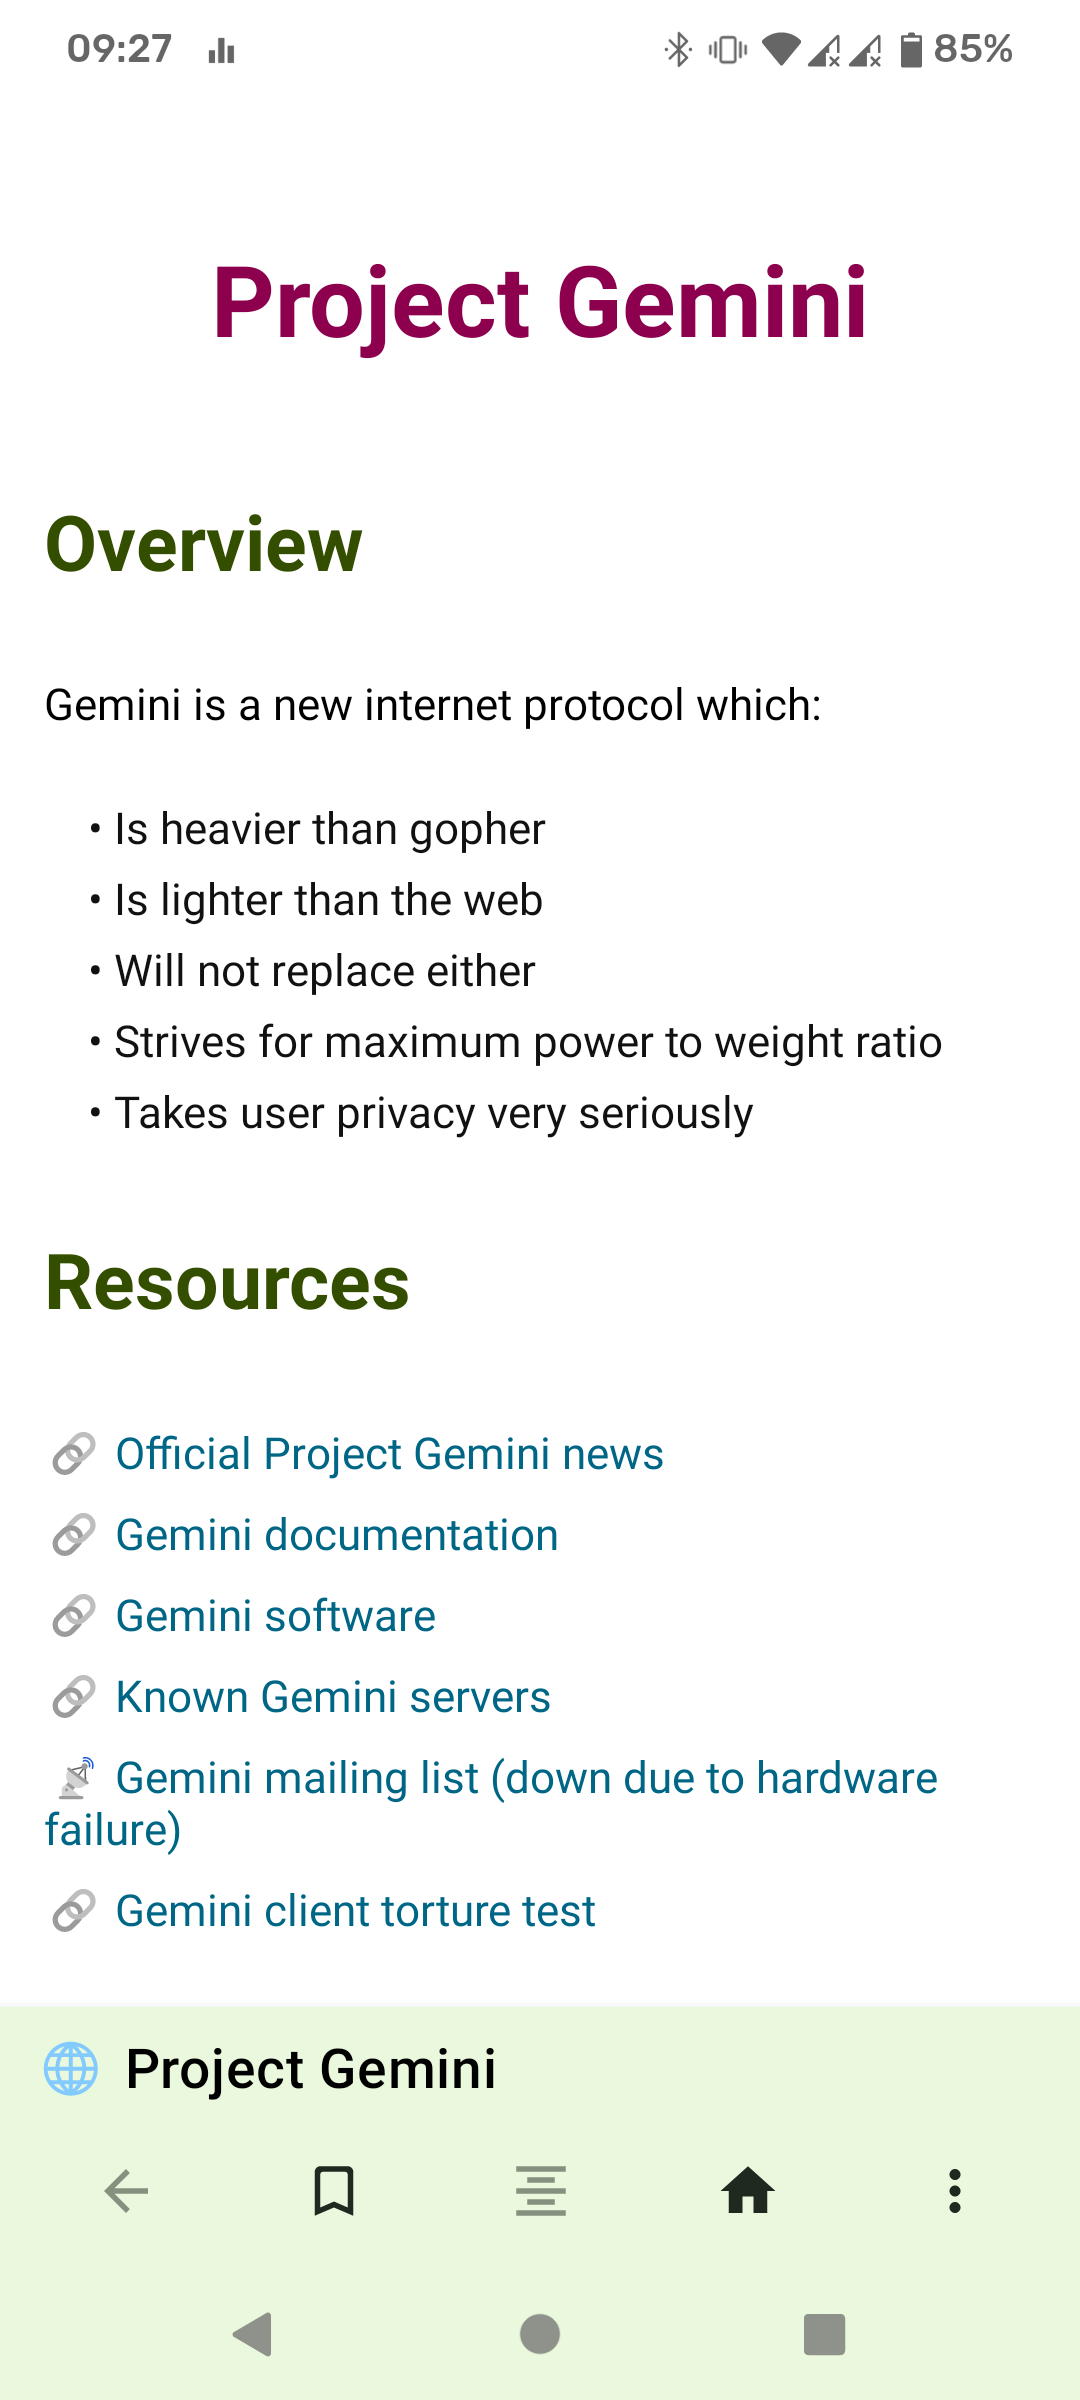 09:27 85%
Project Gemini
Overview
Gemini is a new internet protocol which:
• Is heavier than gopher
• Is lighter than the web
• Will not replace either
• Strives for maximum power to weight ratio
• Takes user privacy very seriously
Resources
Official Project Gemini news
Gemini documentation
Gemini software
Known Gemini servers
Gemini mailing list (down due to hardware
failure)
Gemini client torture test
Project Gemini